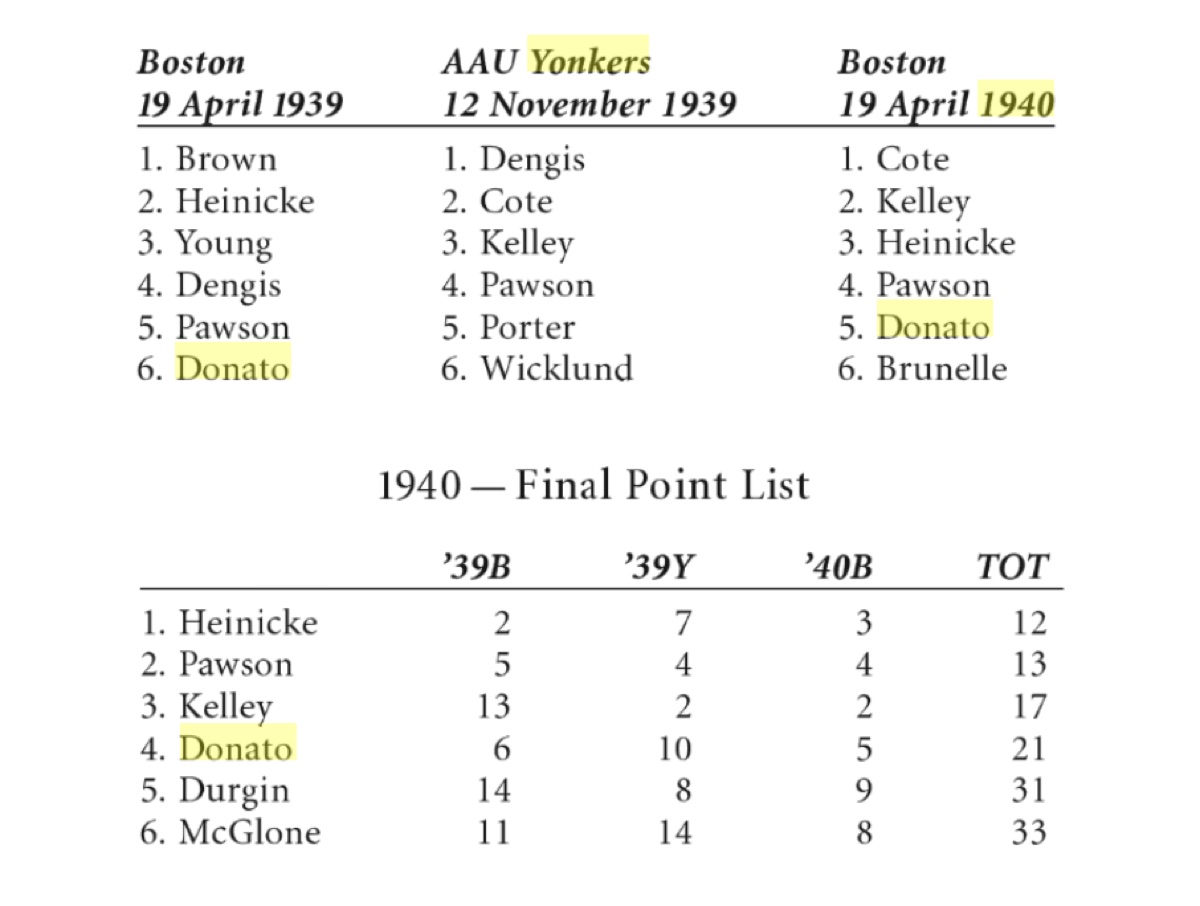 Boston AAU Yonkers Boston
19 April 1939 12 November 1939 19 April 1940
1. Brown 1. Dengis 1. Cote
2. Heinicke 2. Cote 2. Kelley
3. Young 3. Kelley 3. Heinicke
4. Dengis 4. Pawson 4. Pawson
5. Pawson 5. Porter 5. Donato
6. Donato 6. Wicklund 6. Brunelle
1940 — Final Point List
’39B ’39Y ’40B TOT
1. Heinicke 2 7 3 12
2. Pawson 5 4 4 13
3. Kelley 13 2 2 17
4. Donato 6 10 5 21
5. Durgin 14 8 9 31
6. McGlone 11 14 8 33